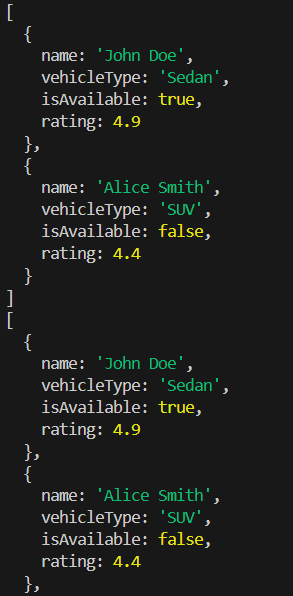 [
  {
    name: 'John Doe',
    vehicleType: 'Sedan',
    isAvailable: true,
    rating: 4.9
  },
  {
    name: 'Alice Smith',
    vehicleType: 'SUV',
    isAvailable: false,
    rating: 4.4
  }
]
[
  {
    name: 'John Doe',
    vehicleType: 'Sedan',
    isAvailable: true,
    rating: 4.9
  },
  {
    name: 'Alice Smith',
    vehicleType: 'SUV',
    isAvailable: false,
    rating: 4.4
  },